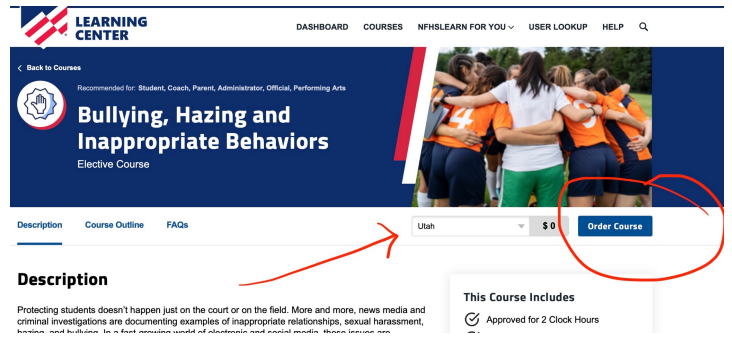 LEARNING
CENTER
DASHBOARD COURSES NFHSLEARN FOR YOU USER LOOKUP HELP
Back to Courses
Recommended for: Student, Coach, Parent, Administrator, Official, Performing Arts
Bullying, Hazing and
Inappropriate Behaviors
Elective Course
Description Course Outline FAQs
Utah $ 0 Order Course
Description
Protecting students doesn't happen just on the court or on the field. More and more, news media and
criminal investigations are documenting examples of inappropriate relationships, sexual harassment,
hazing, and bullying. In a fast growing world of electronic and social media, these issues are
This Course Includes
Approved for 2 Clock Hours